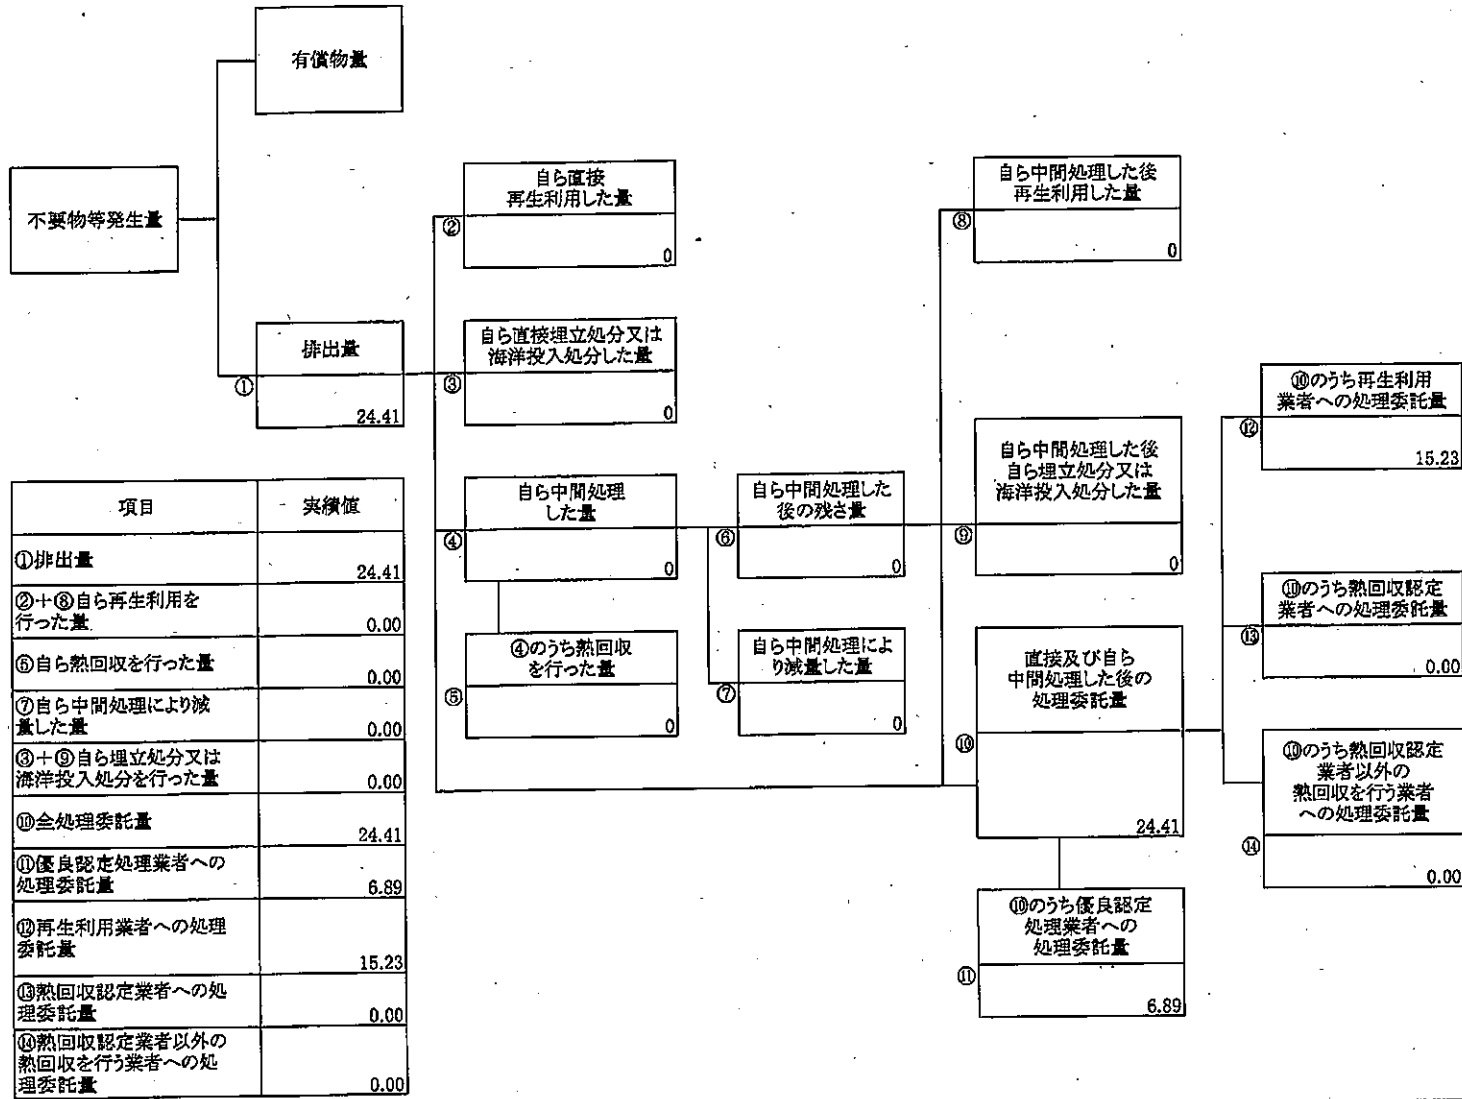 有償物量
不要物等発生量
排出量
①
24.41
自ら直接
再生利用した量
②
0
自ら直接埋立処分又は
海洋投入処分した量
③
0
自ら中間処理
した量
④
0
④のうち熱回収
を行った量
⑤
0
自ら中間処理した
後の残さ量
⑥
0
自ら中間処理によ
り減量した量
⑦
0
自ら中間処理した後
再生利用した量
⑧
0
自ら中間処理した後
自ら埋立処分又は
海洋投入処分した量
⑨
0
直接及び自ら
中間処理した後の
処理委託量
⑩
24.41
⑩のうち優良認定
処理業者への
処理委託量
⑪
6.89
⑩のうち再生利用
業者への処理委託量
⑫
15.23
⑩のうち熱回収認定
業者への処理委託量
⑬
0.00
⑩のうち熱回収認定
業者以外の
熱回収を行う業者
への処理委託量
⑭
0.00
項目 実績値
①排出量 24.41
②+⑧自ら再生利用を
行った量 0.00
⑤自ら熱回収を行った量 0.00
⑦自ら中間処理により減
量した量 0.00
③+⑨自ら埋立処分又は
海洋投入処分を行った量 0.00
⑩全処理委託量 24.41
⑪優良認定処理業者への
処理委託量 6.89
⑫再生利用業者への処理
委託量 15.23
⑬熱回収認定業者への処
理委託量 0.00
⑭熱回収認定業者以外の
熱回収を行う業者への処
理委託量 0.00